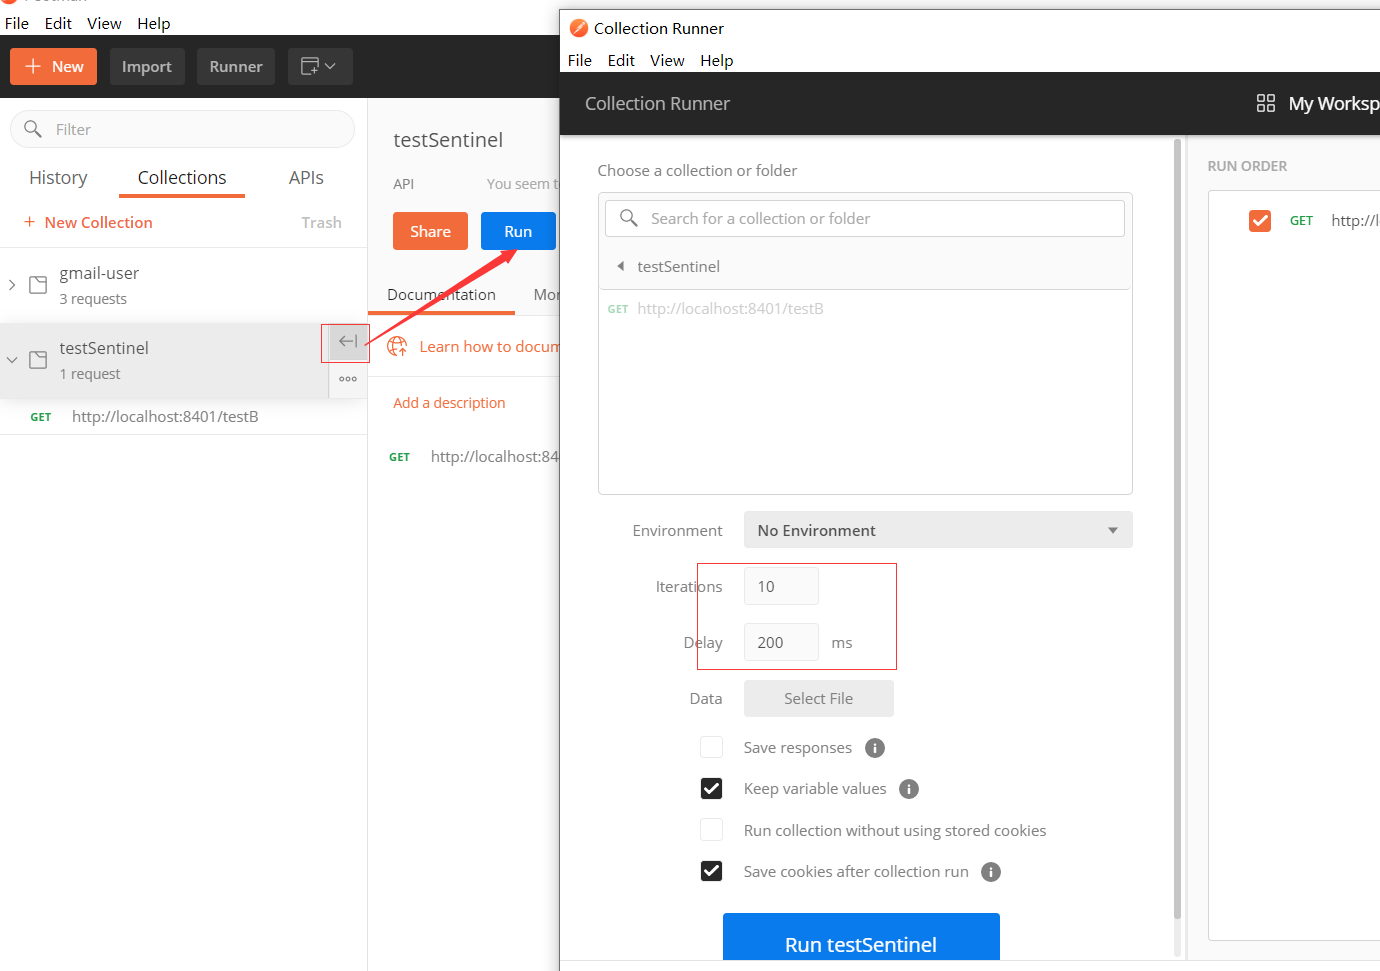 File Edit View Help
New Import Runner
Filter
History Collections APIs
+ New Collection Trash
gmail-user
3 requests
testSentinel
1 request
GET http://localhost:8401/testB
testSentinel
API You seem t
Share Run
Documentation Mor
Learn how to docum
Add a description
GET http://localhost:84
Collection Runner
File Edit View Help
Collection Runner My Worksp
Choose a collection or folder
Search for a collection or folder
testSentinel
GET http://localhost:8401/testB
Environment No Environment
Iterations 10
Delay 200 ms
Data Select File
Save responses
Keep variable values
Run collection without using stored cookies
Save cookies after collection run
Run testSentinel
RUN ORDER
GET http://l